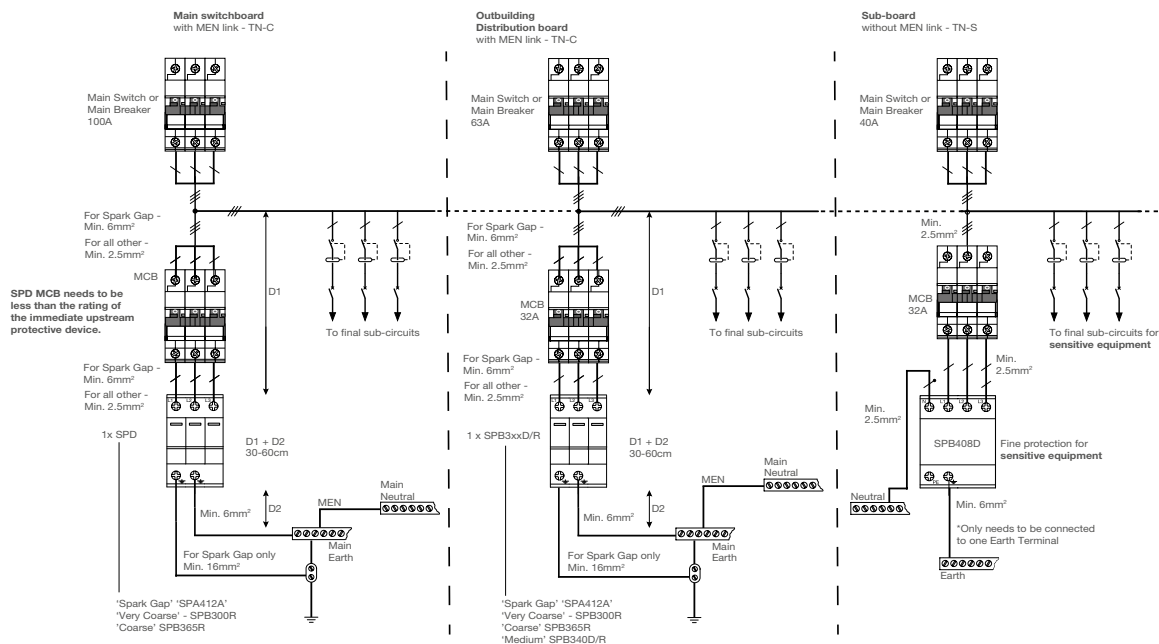 Main switchboard
with MEN link - TN-C
Main Switch or
Main Breaker
100A
For Spark Gap -
Min. 6mm²
For all other -
Min. 2.5mm²
MCB
SPD MCB needs to be
less than the rating of
the immediate upstream
protective device.
For Spark Gap -
Min. 6mm²
For all other -
Min. 2.5mm²
L1 L2 L3
1x SPD
D1
To final sub-circuits
D1 + D2
30-60cm
D2
MEN
Main
Neutral
Min. 6mm²
Main
Earth
For Spark Gap only
Min. 16mm²
'Spark Gap' 'SPA412A'
'Very Coarse' - SPB300R
'Coarse' SPB365R
Outbuilding
Distribution board
with MEN link - TN-C
Main Switch or
Main Breaker
63A
For Spark Gap -
Min. 6mm²
For all other -
Min. 2.5mm²
MCB
32A
For Spark Gap -
Min. 6mm²
For all other -
Min. 2.5mm²
L1 L2 L3
1 x SPB3xxD/R
D1
To final sub-circuits
D1 + D2
30-60cm
D2
MEN
Main
Neutral
Min. 6mm²
Main
Earth
For Spark Gap only
Min. 16mm²
'Spark Gap' 'SPA412A'
'Very Coarse' - SPB300R
'Coarse' SPB365R
'Medium' SPB340D/R
Sub-board
without MEN link - TN-S
Main Switch or
Main Breaker
40A
Min.
2.5mm²
MCB
32A
To final sub-circuits for
sensitive equipment
Min.
2.5mm²
Min.
2.5mm²
N L1 L2 L3
SPB408D
Fine protection for
sensitive equipment
PE
Neutral
Min. 6mm²
*Only needs to be connected
to one Earth Terminal
Earth